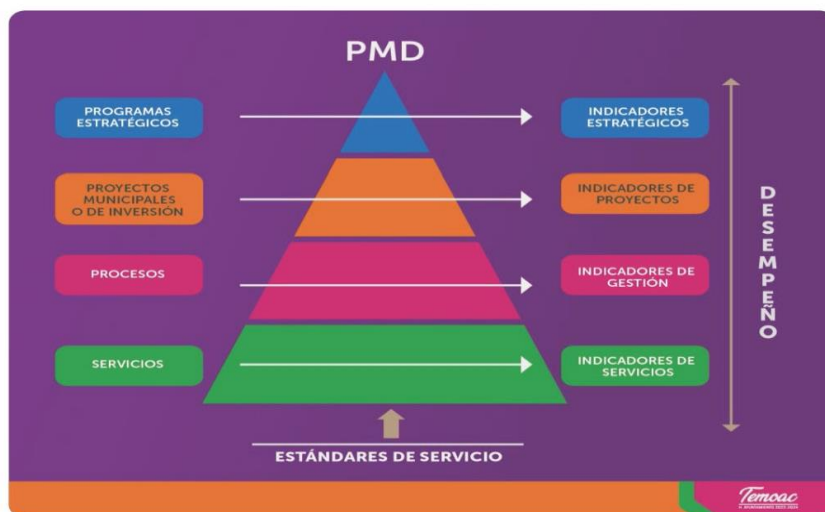 PMD
PROGRAMAS
ESTRATÉGICOS
INDICADORES
ESTRATÉGICOS
PROYECTOS
MUNICIPALES
O DE INVERSIÓN
INDICADORES DE
PROYECTOS
PROCESOS
INDICADORES DE
GESTIÓN
SERVICIOS
INDICADORES DE
SERVICIOS
DESEMPEÑO
ESTÁNDARES DE SERVICIO
Temoac